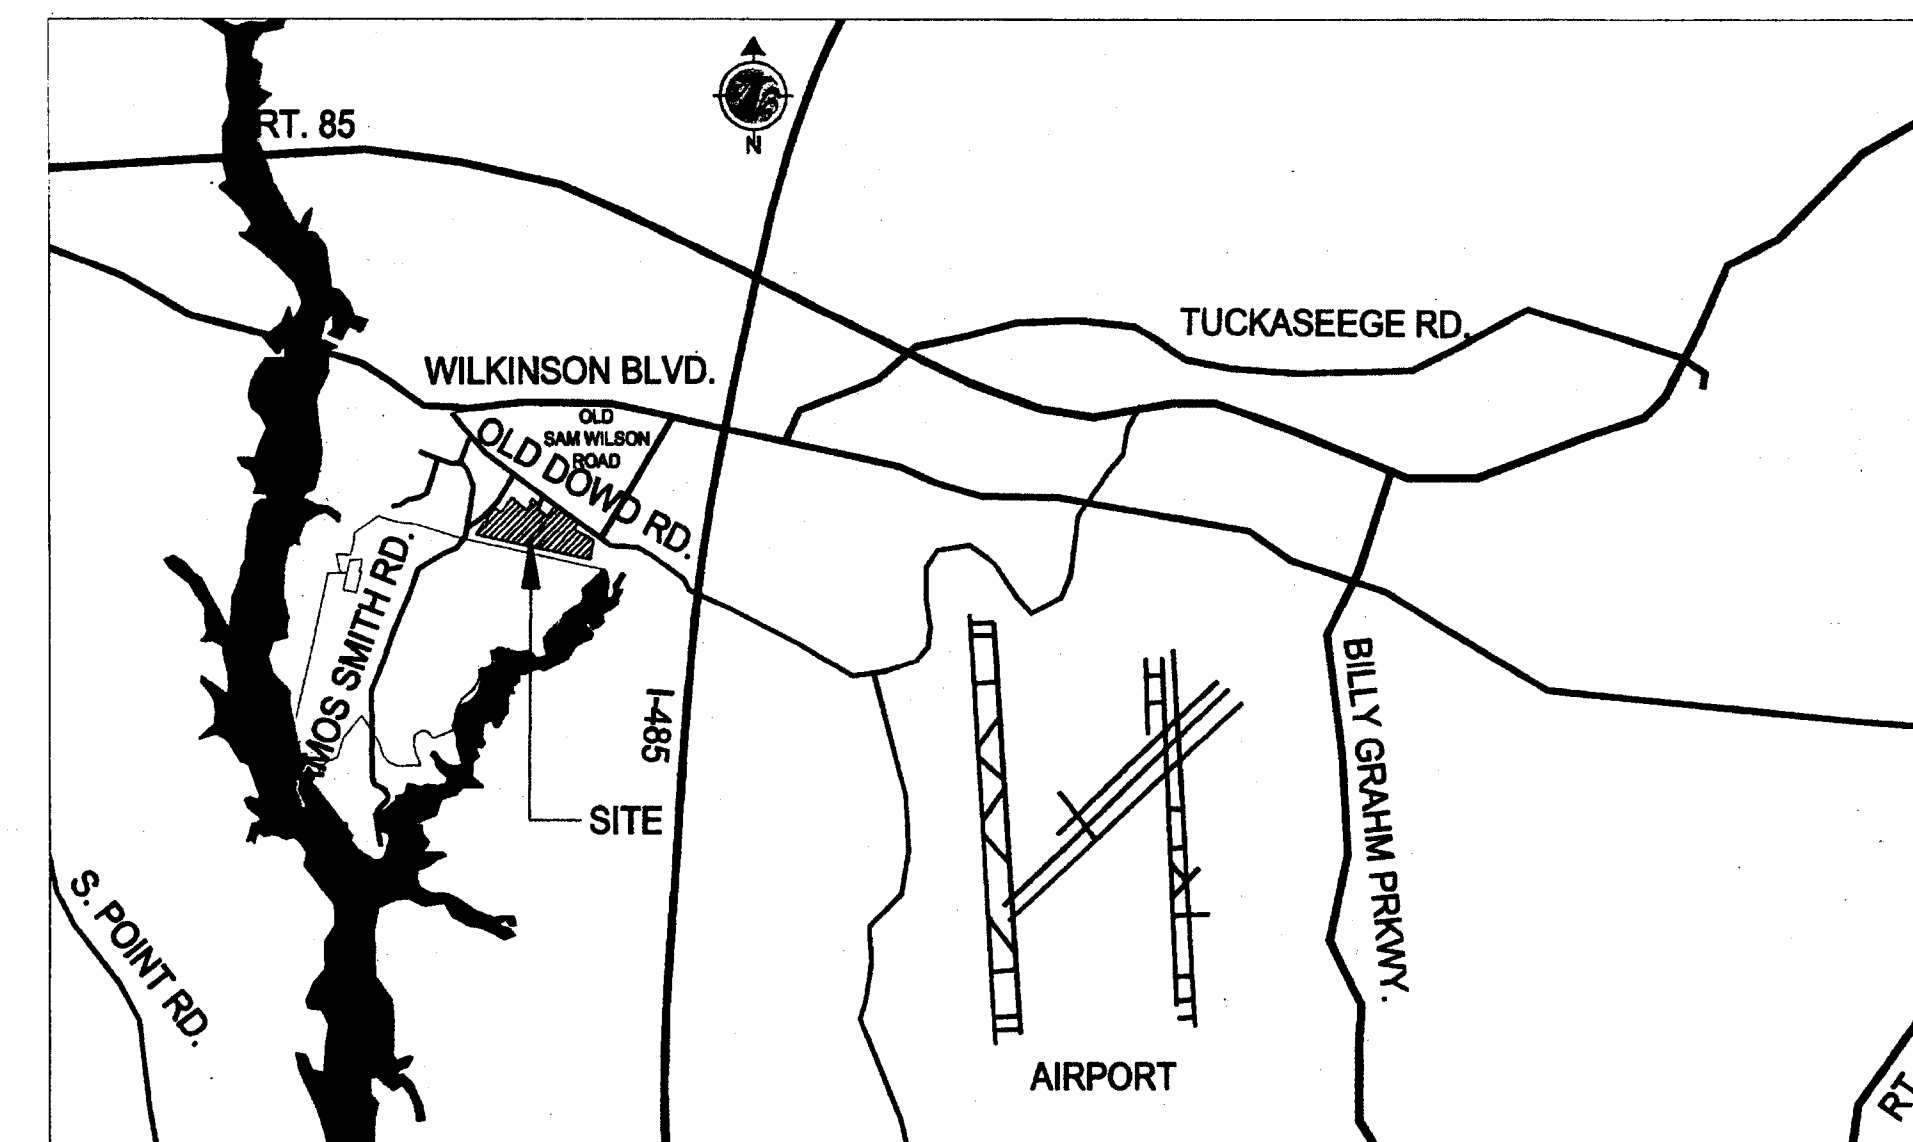 N
RT. 85
TUCKASEEGE RD.
WILKINSON BLVD.
OLD
SAM WILSON
ROAD
OLD DOWD RD.
MOS SMITH RD.
I-485
SITE
BILLY GRAHM PRKWY.
S. POINT RD.
AIRPORT
RT